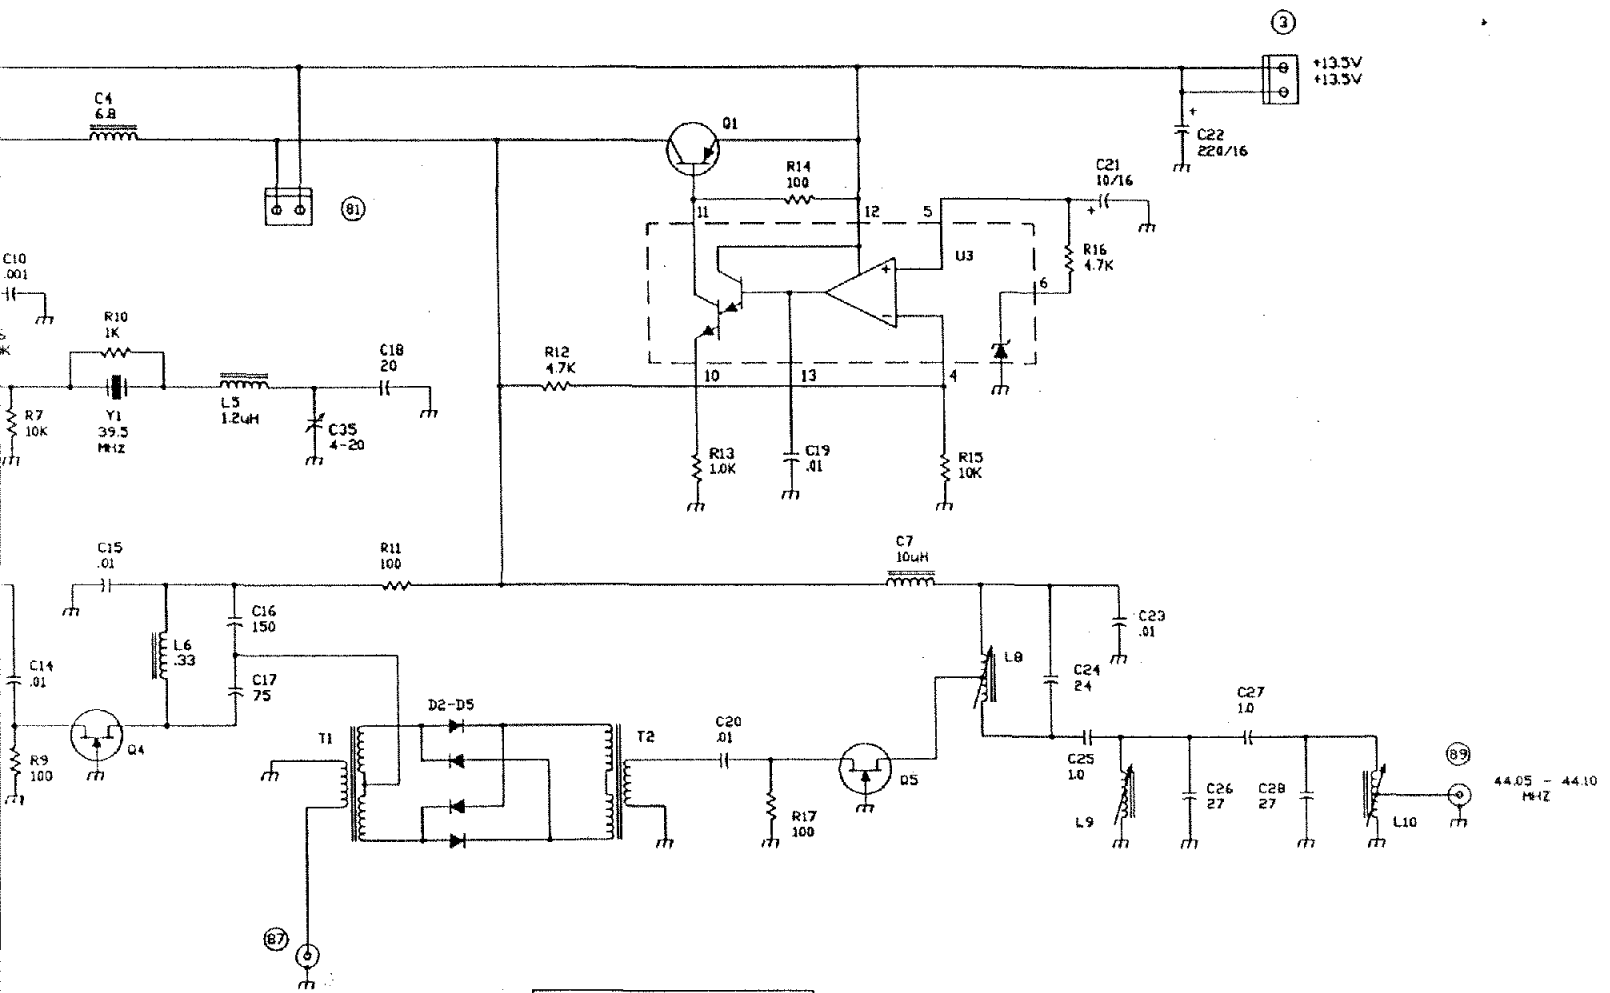 3
+13.5V
+13.5V
C4
6.8
Q1
+
C22
220/16
R14
100
C21
10/16
+
81
11
12
5
C10
.001
U3
+
R16
4.7K
6
R10
1K
-
C18
20
R12
4.7K
10
13
4
R7
10K
Y1
39.5
MHZ
L5
1.2uH
C35
4-20
R13
1.0K
C19
.01
R15
10K
C15
.01
R11
100
C7
10uH
C16
150
C23
.01
L6
.33
L8
C14
.01
C17
75
C24
24
D2-D5
C27
1.0
T1
T2
C20
.01
Q4
R9
100
Q5
C25
1.0
89
44.05 - 44.10
MHZ
C26
27
C28
27
R17
100
L9
L10
87